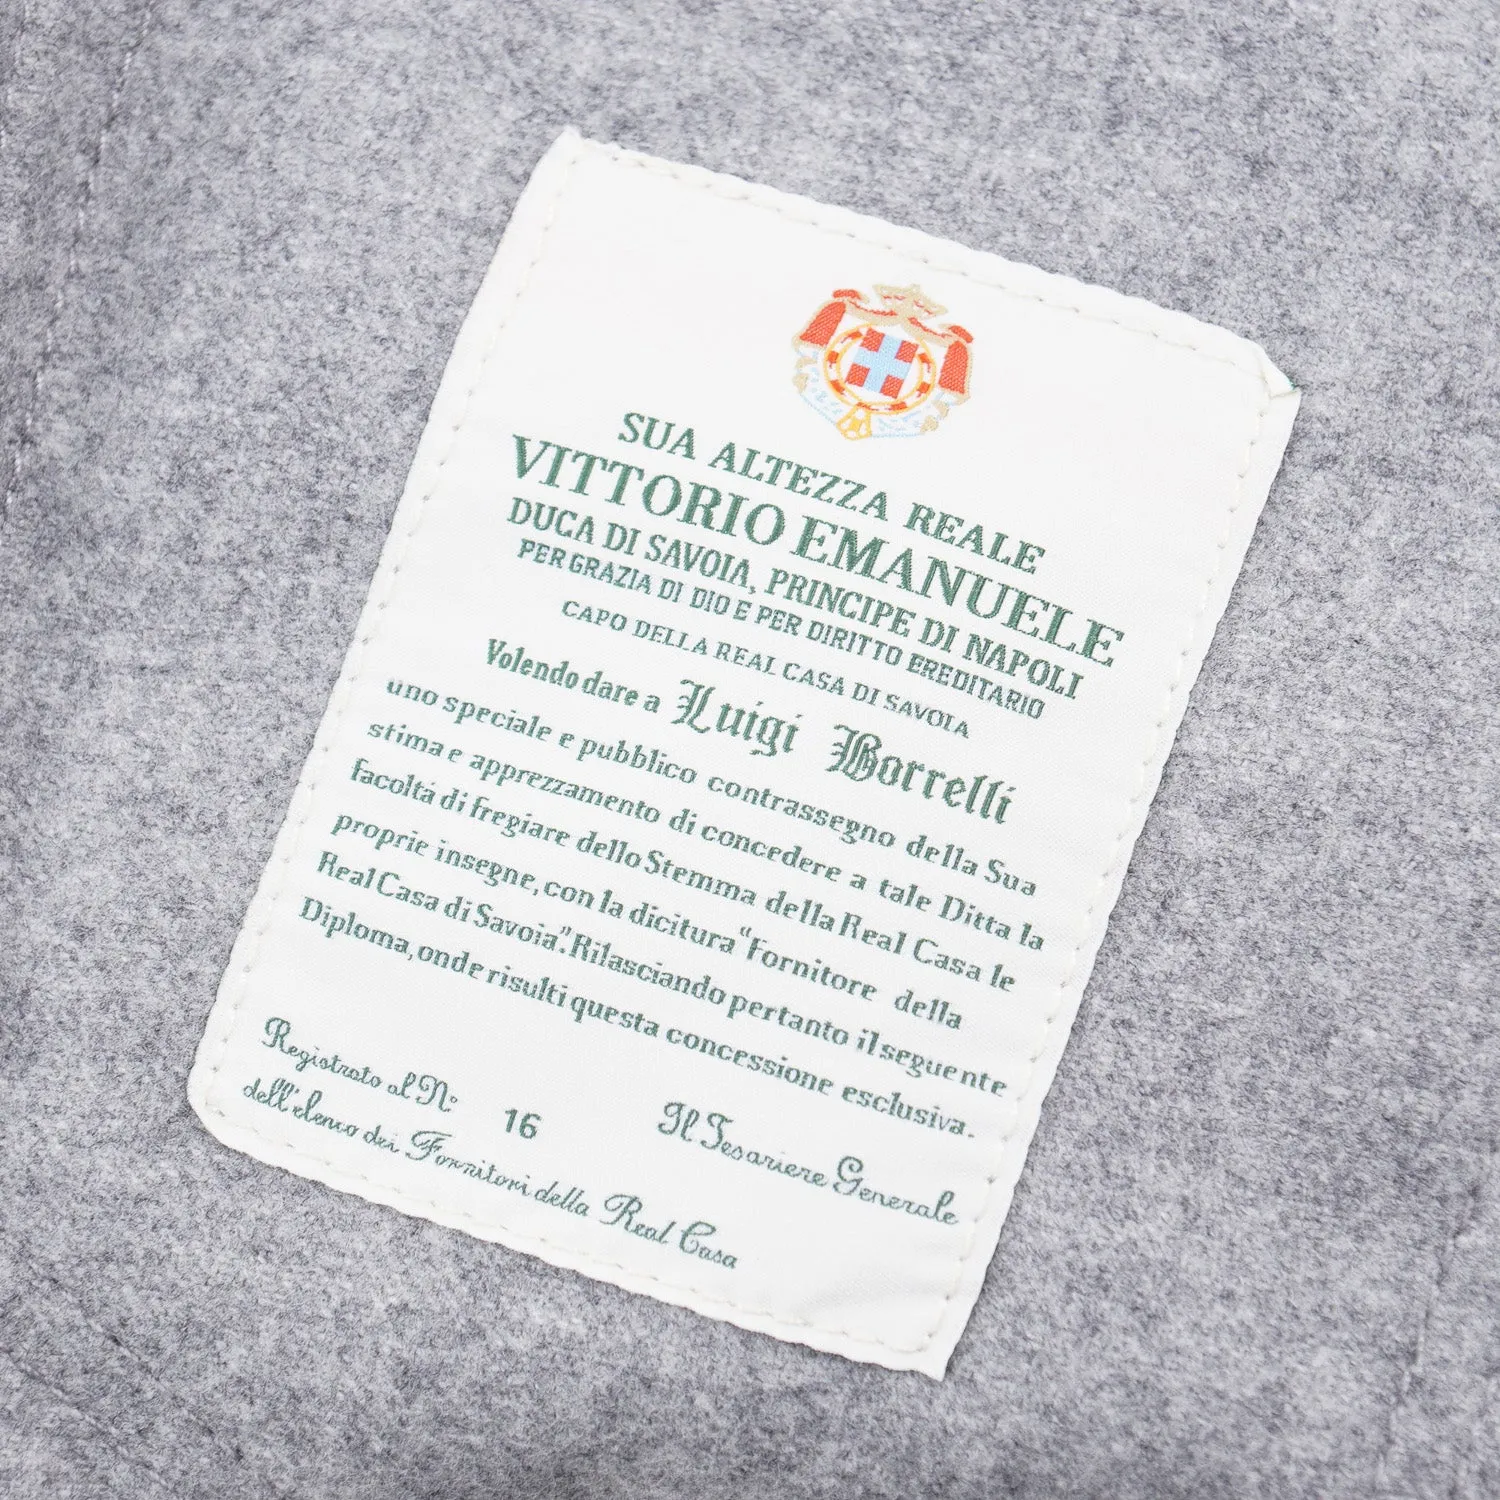 SUA ALTEZZA REALE
VITTORIO EMANUELE
DUCA DI SAVOIA, PRINCIPE DI NAPOLI
PER GRAZIA DI DIO E PER DIRITTO EREDITARIO
CAPO DELLA REAL CASA DI SAVOIA
Volendo dare a Luigi Borrelli
uno speciale e pubblico contrassegno della Sua
stima e apprezzamento di concedere a tale Ditta la
facoltá di fregiare dello Stemma della Real Casa le
proprie insegne, con la dicitura "Fornitore della
Real Casa di Savoia". Rilasciando pertanto il seguente
Diploma, onde risulti questa concessione esclusiva.
Registrato al N° 16 Il Tesoriere Generale
dell'elenco dei Fornitori della Real Casa